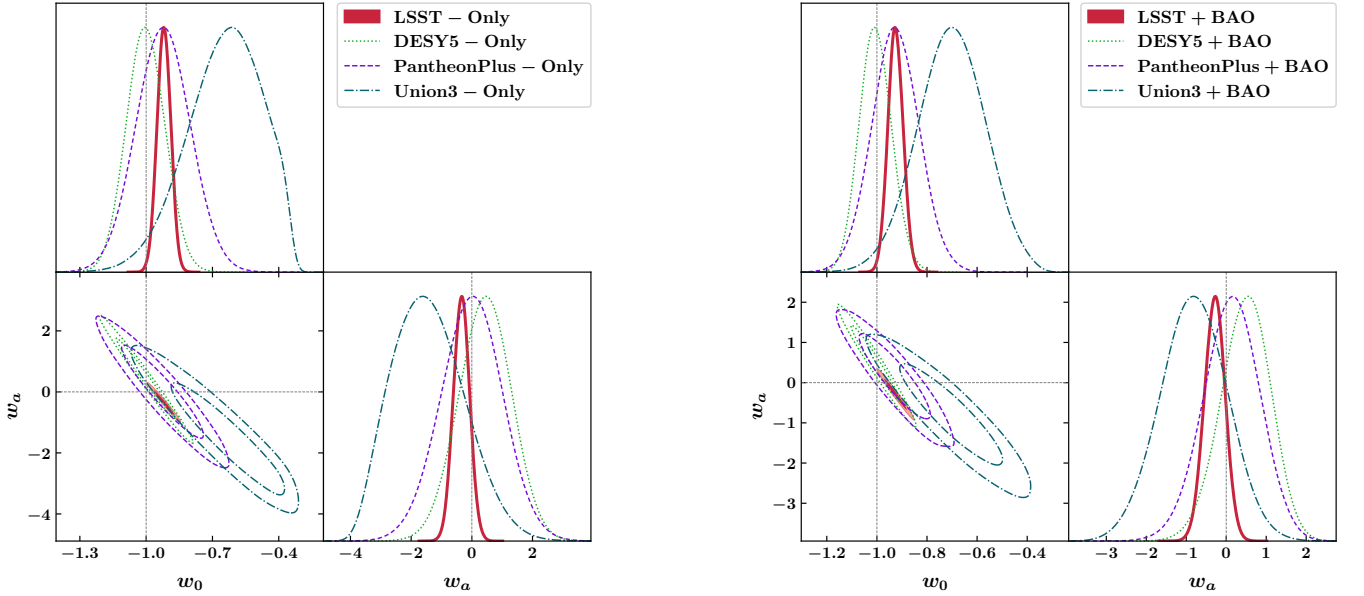 LSST − Only
DESY5 − Only
PantheonPlus − Only
Union3 − Only
2
0
−2
−4
w_a
−1.3
−1.0
−0.7
−0.4
w_0
−4
−2
0
2
w_a
LSST + BAO
DESY5 + BAO
PantheonPlus + BAO
Union3 + BAO
2
1
0
−1
−2
−3
w_a
−1.2
−1.0
−0.8
−0.6
−0.4
w_0
−3
−2
−1
0
1
2
w_a